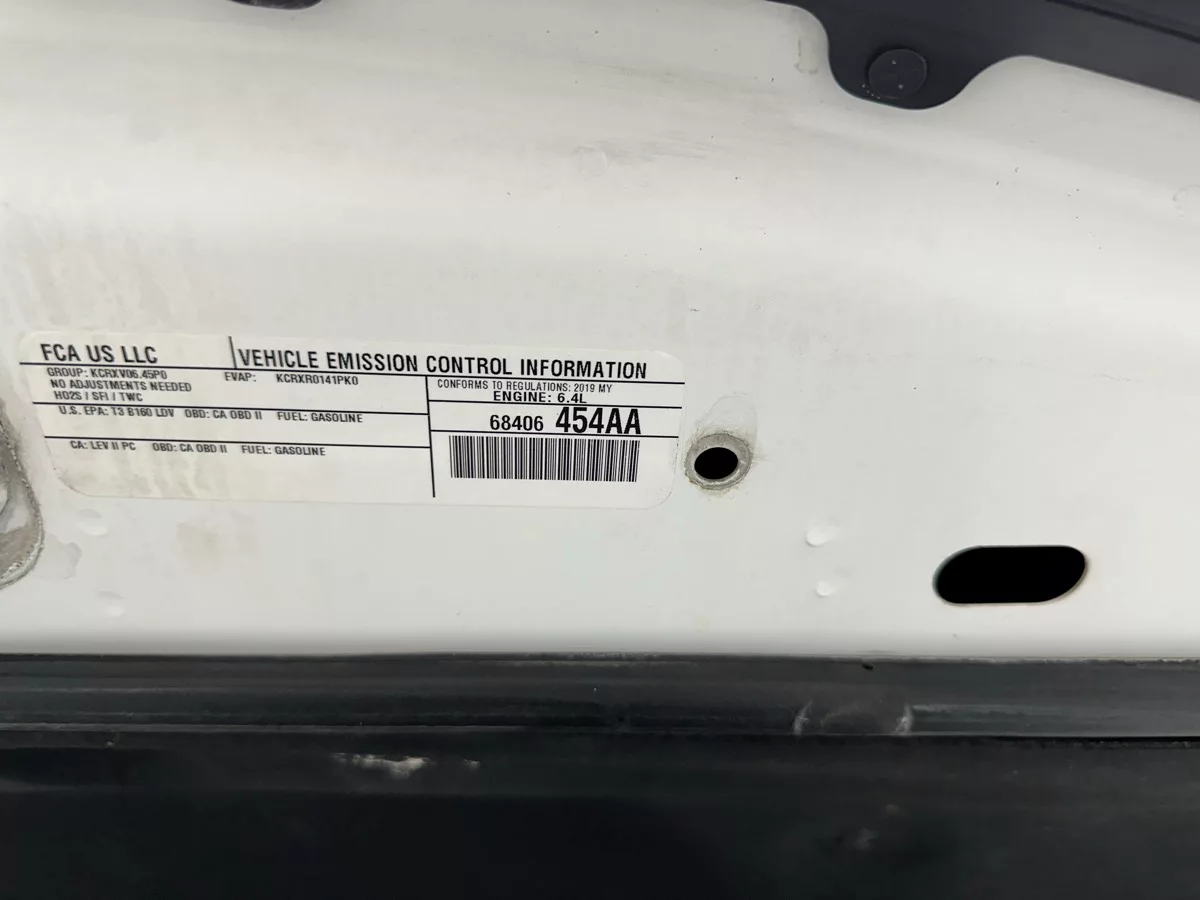 FCA US LLC
VEHICLE EMISSION CONTROL INFORMATION
GROUP: KCRXV06.45P0
EVAP: KCRXR0141PK0
NO ADJUSTMENTS NEEDED
HO2S / SFI / TWC
CONFORMS TO REGULATIONS: 2019 MY
ENGINE: 6.4L
U.S. EPA: T3 B160 LDV OBD: CA OBD II FUEL: GASOLINE
68406 454AA
CA: LEV II PC OBD: CA OBD II FUEL: GASOLINE